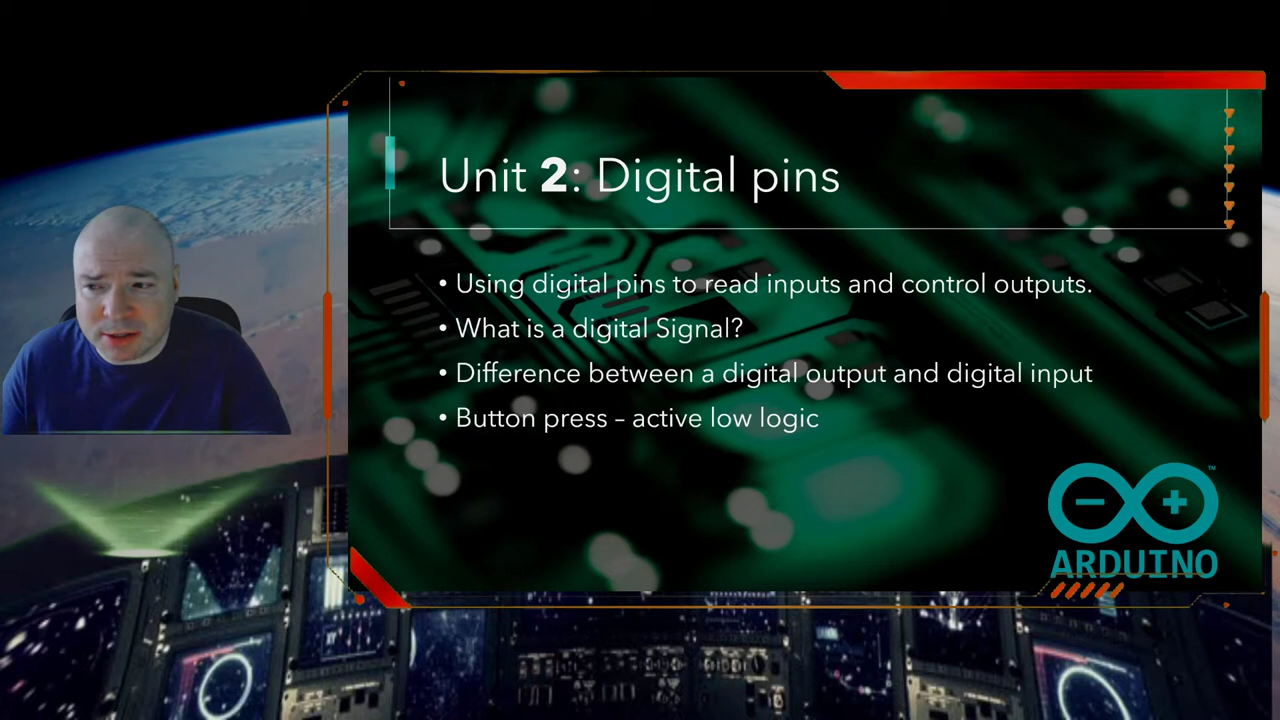 Unit 2: Digital pins
• Using digital pins to read inputs and control outputs.
• What is a digital Signal?
• Difference between a digital output and digital input
• Button press – active low logic
ARDUINO™